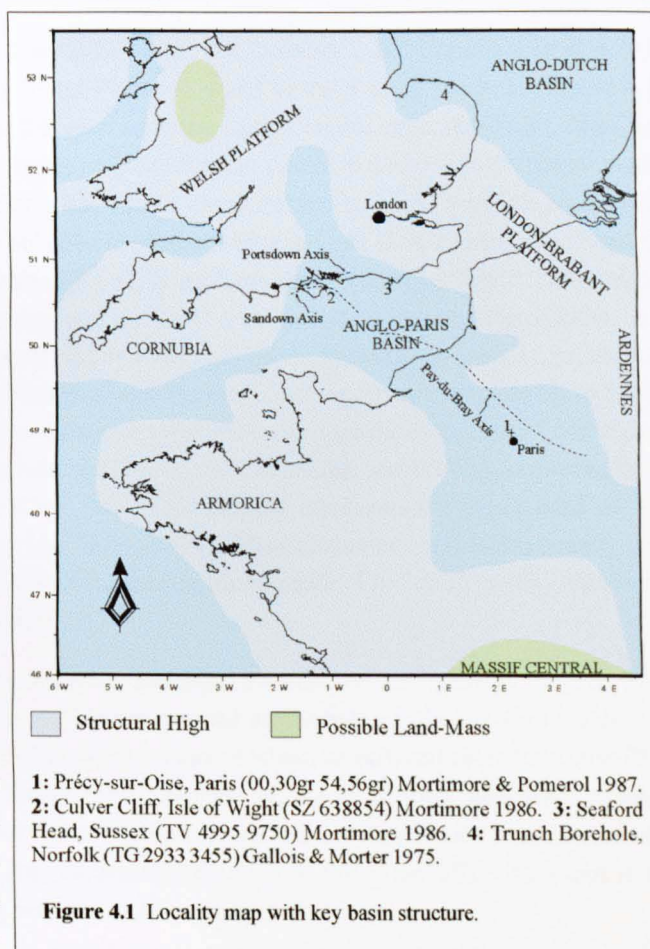 53 N
52 N
51 N
50 N
49 N
48 N
47 N
46 N
6 W
5 W
4 W
3 W
2 W
1 W
0
1 E
2 E
3 E
4 E
ANGLO-DUTCH
BASIN
4
WELSH PLATFORM
London
LONDON-BRABANT
PLATFORM
Portsdown Axis
2
3
Sandown Axis
ANGLO-PARIS
BASIN
CORNUBIA
ARDENNES
Pay-du-Bray Axis
1
Paris
ARMORICA
MASSIF CENTRAL
Structural High
Possible Land-Mass
1: Précy-sur-Oise, Paris (00,30gr 54,56gr) Mortimore & Pomerol 1987.
2: Culver Cliff, Isle of Wight (SZ 638854) Mortimore 1986. 3: Seaford
Head, Sussex (TV 4995 9750) Mortimore 1986. 4: Trunch Borehole,
Norfolk (TG 2933 3455) Gallois & Morter 1975.
Figure 4.1 Locality map with key basin structure.